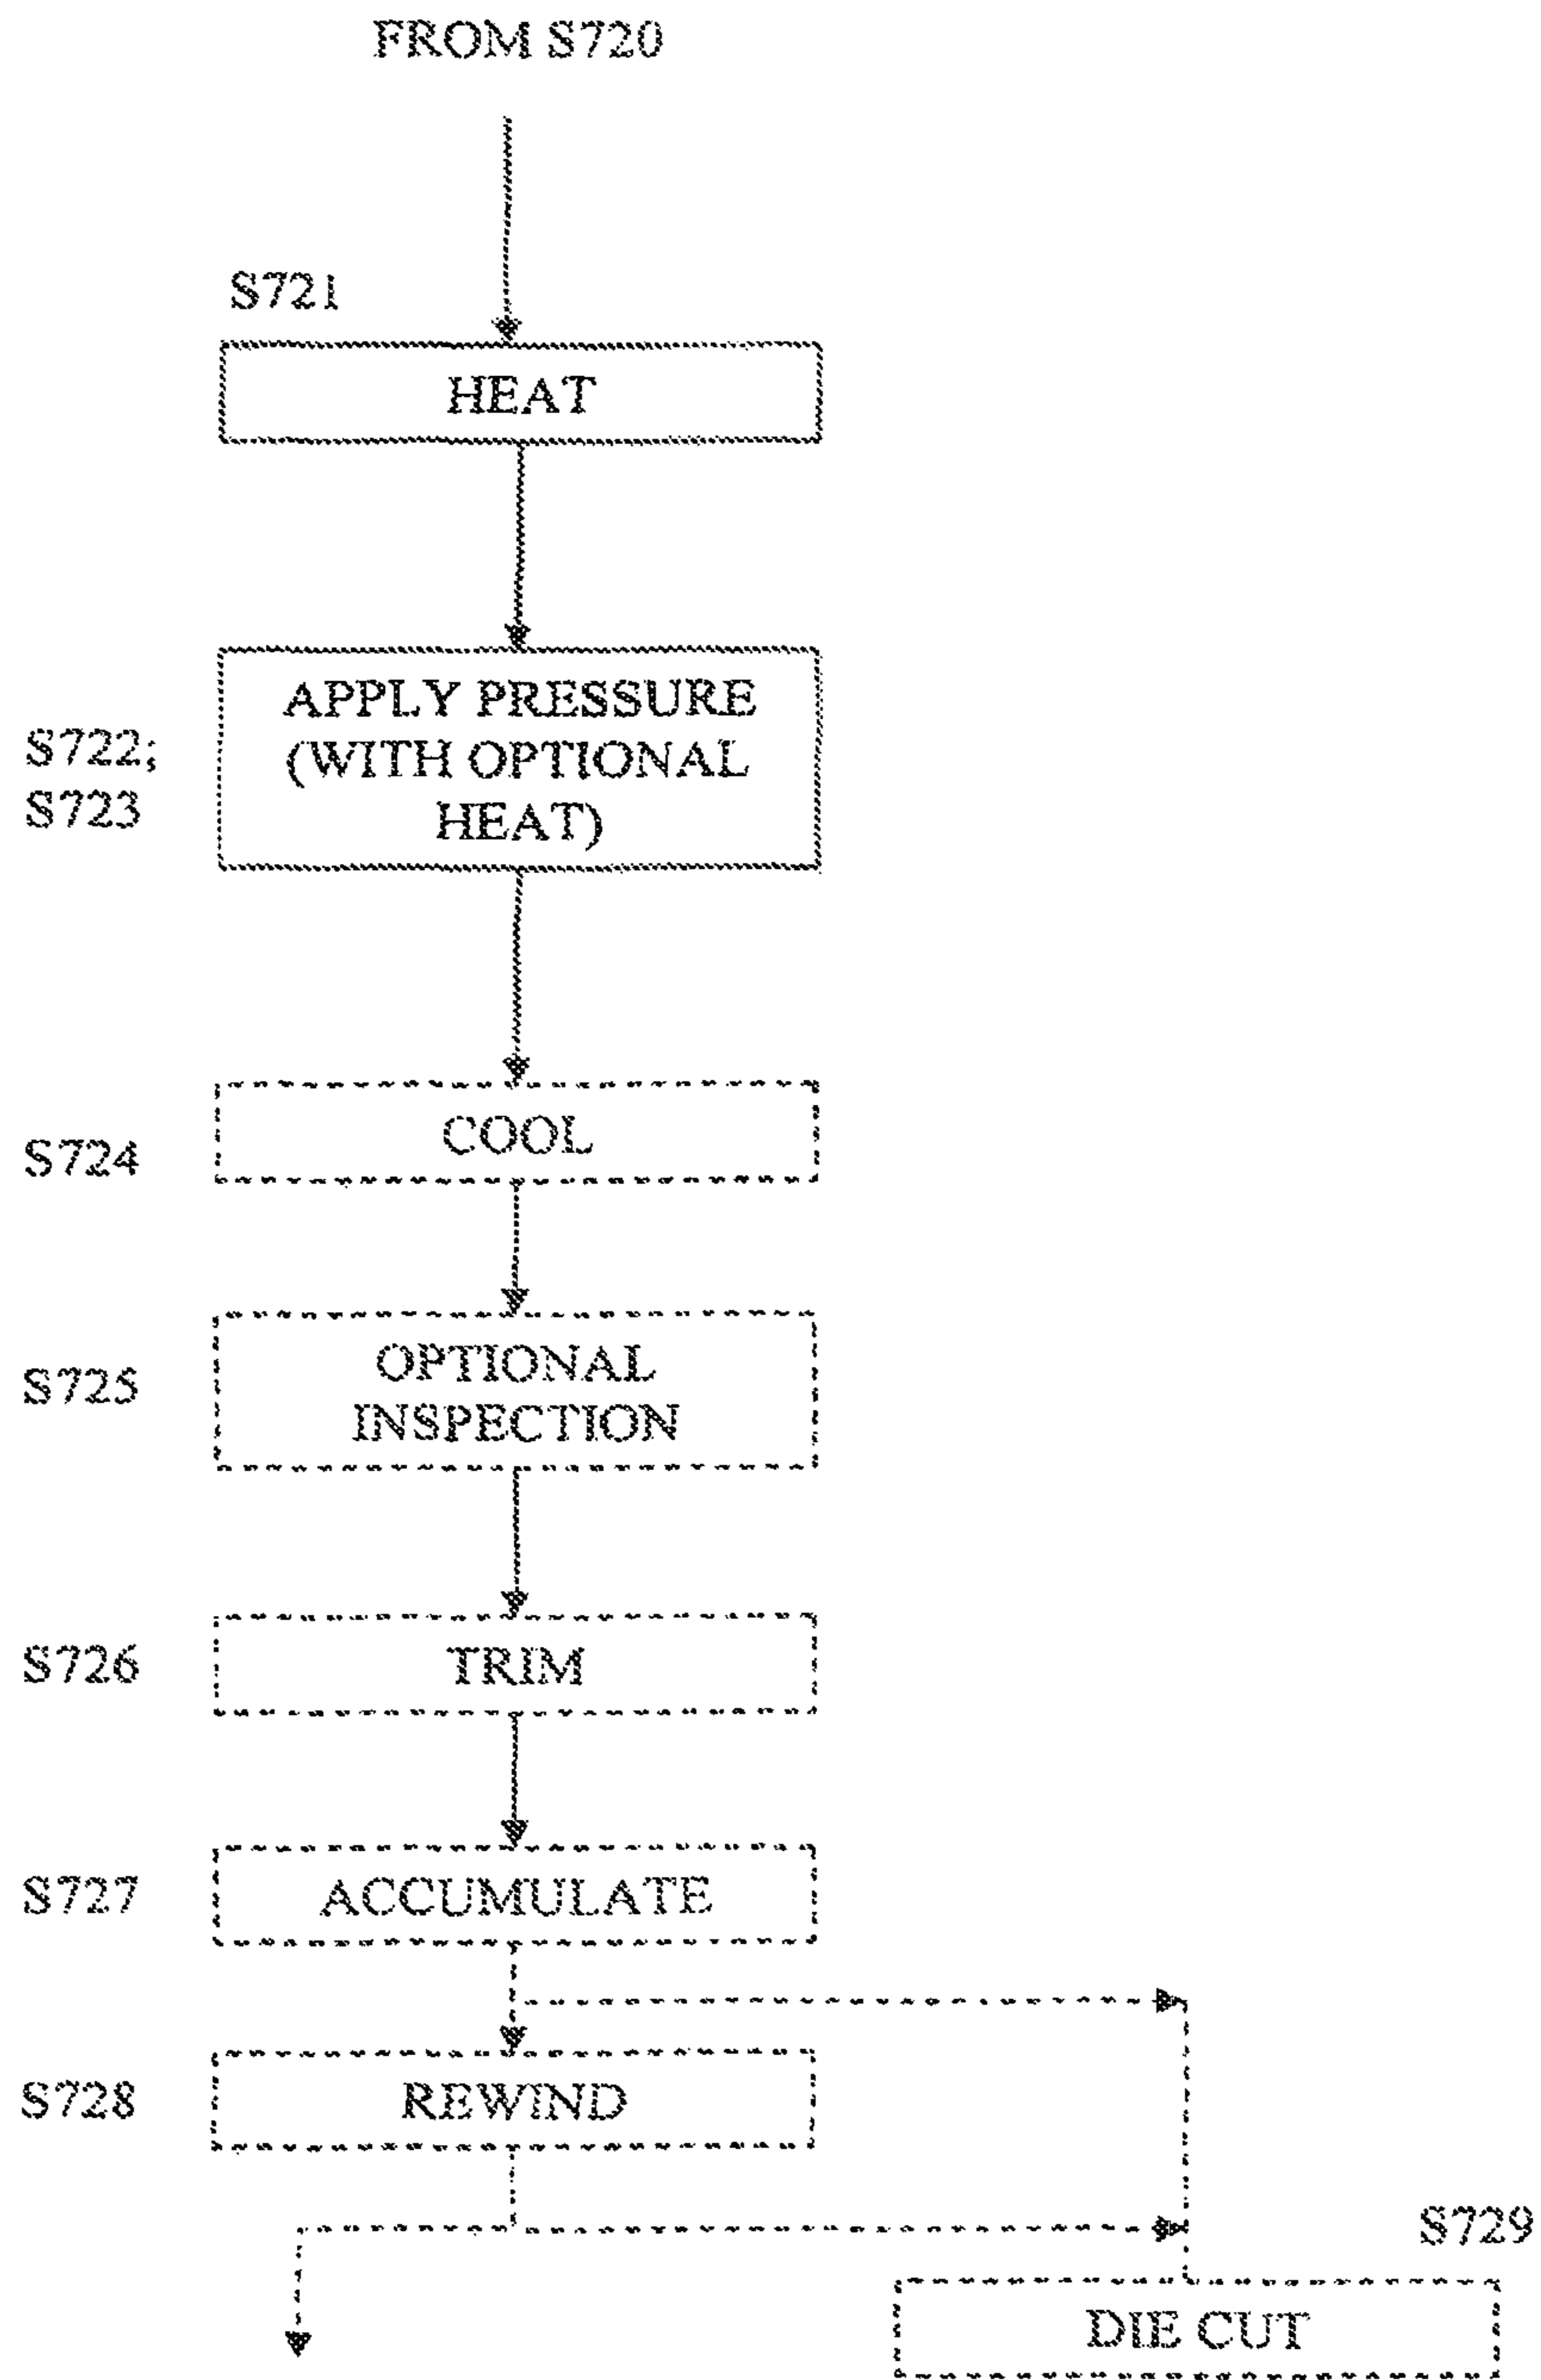 FROM S720
S721
HEAT
S722;
S723
APPLY PRESSURE
(WITH OPTIONAL
HEAT)
S724
COOL
S725
OPTIONAL
INSPECTION
S726
TRIM
S727
ACCUMULATE
S728
REWIND
S729
DIE CUT